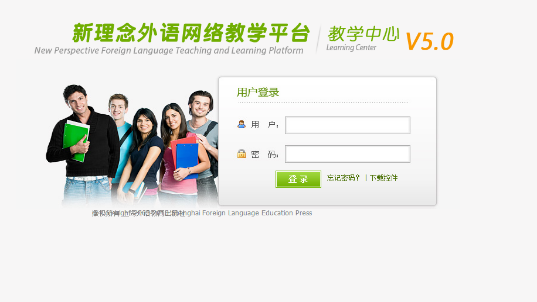 新理念外语网络教学平台 教学中心 V5.0
New Perspective Foreign Language Teaching and Learning Platform Learning Center
用户登录
用 户:
密 码:
登 录 忘记密码? | 下载控件
Foreign Language Education Press